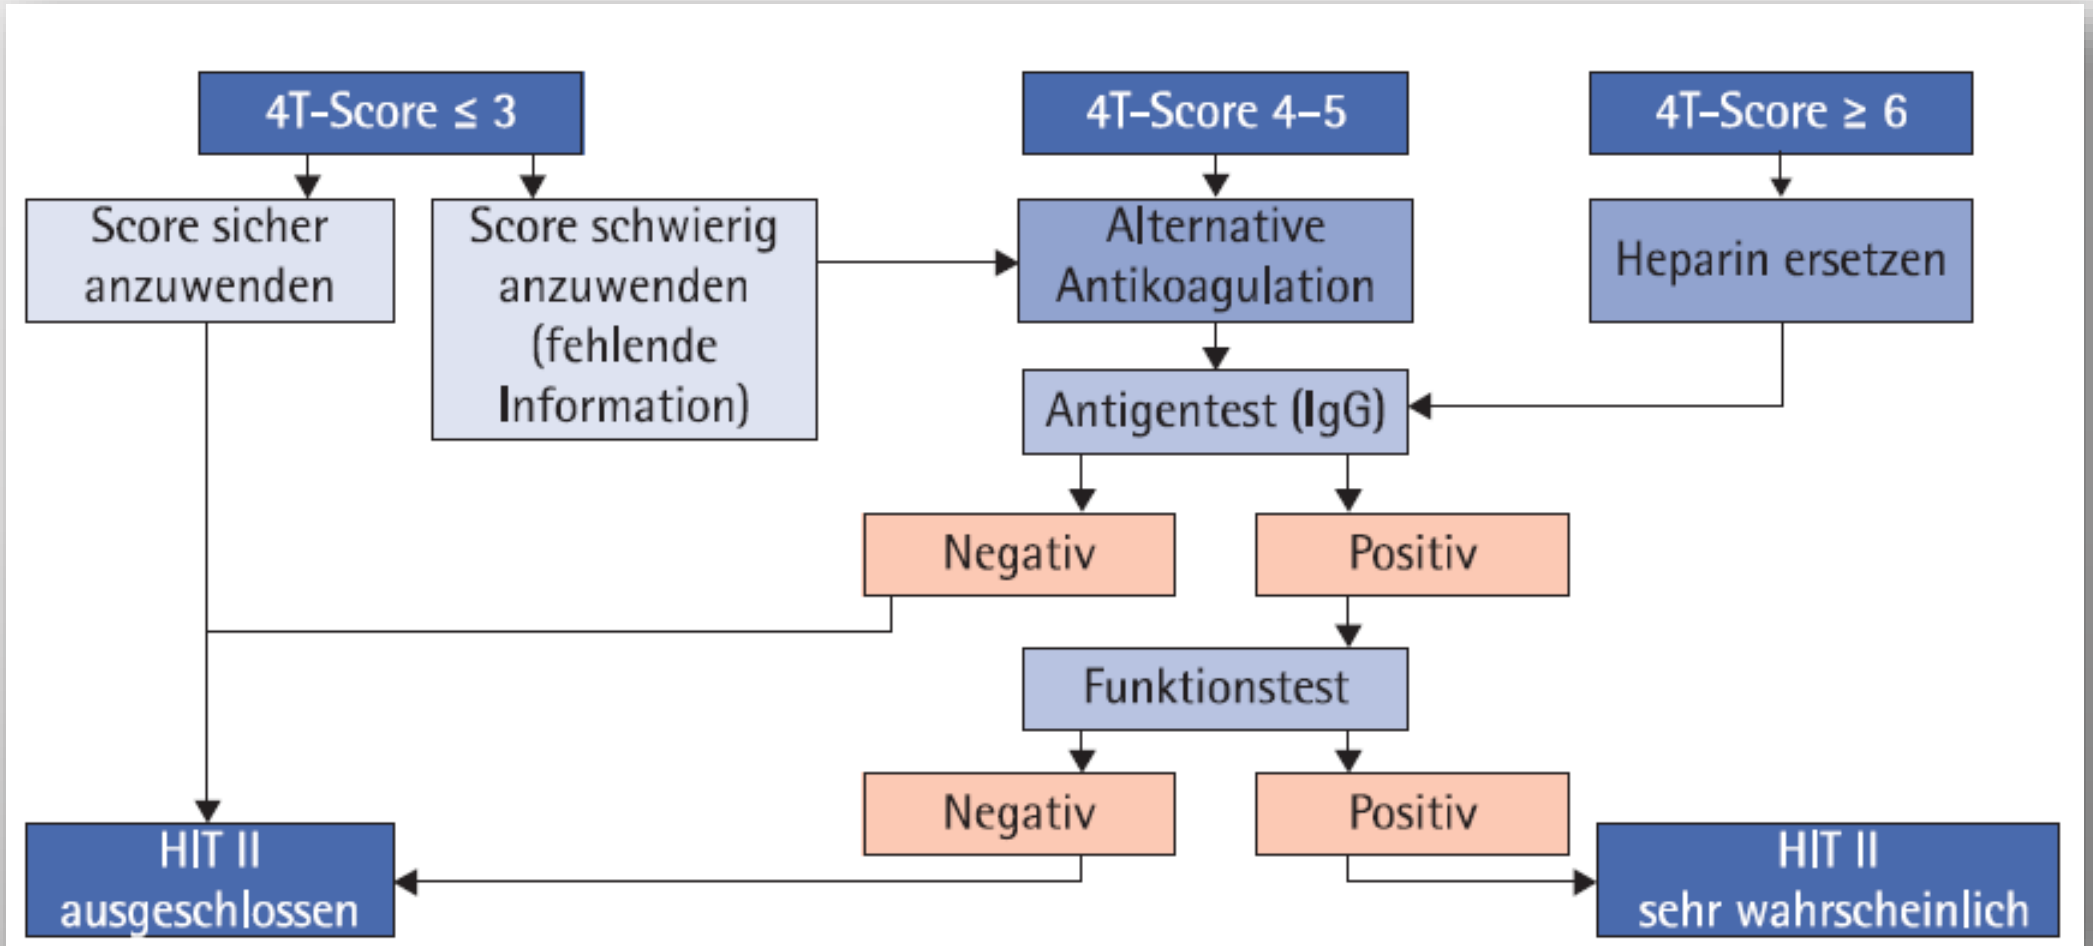 4T-Score ≤ 3
4T-Score 4–5
4T-Score ≥ 6
Score sicher
anzuwenden
Score schwierig
anzuwenden
(fehlende
Information)
Alternative
Antikoagulation
Heparin ersetzen
Antigentest (IgG)
Negativ
Positiv
Funktionstest
Negativ
Positiv
HIT II
ausgeschlossen
HIT II
sehr wahrscheinlich